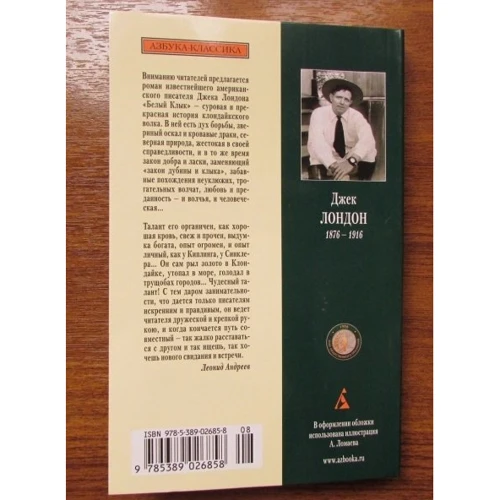 АЗБУКА-КЛАССИКА
Вниманию читателей предлагается
роман известнейшего американ-
ского писателя Джека Лондона
«Белый Клык» – суровая и пре-
красная история клондайкского
волка. В ней есть дух борьбы, зве-
риный оскал и кровавые драки,
северная природа, жестокая в своей
справедливости, и в то же время
закон добра и ласки, заменяющий
«закон дубины и клыка», забав-
ные похождения неуклюжих, тро-
гательных волчат, любовь и пре-
данность – и волчья, и человече-
ская...
Талант его органичен, как хоро-
шая кровь, свеж и прочен, выдум-
ка богата, опыт огромен, и опыт
личный, как у Киплинга, у Синкле-
ра... Он сам рыл золото в Клон-
дайке, утопал в море, голодал в
трущобах городов... Чудесный та-
лант! С тем даром занимательно-
сти, что дается только писателям
искренним и правдивым, он ведет
читателя дружеской и крепкой ру-
кою, и когда кончается путь со-
вместный – так жалко расставать-
ся с другом и так ищешь, так хо-
чешь нового свидания и встречи.
Леонид Андреев
ISBN 978-5-389-02685-8
08
9 785389 026858
Джек
ЛОНДОН
1876 – 1916
В оформлении обложки
использована иллюстрация
А. Ломаева
www.azbooka.ru